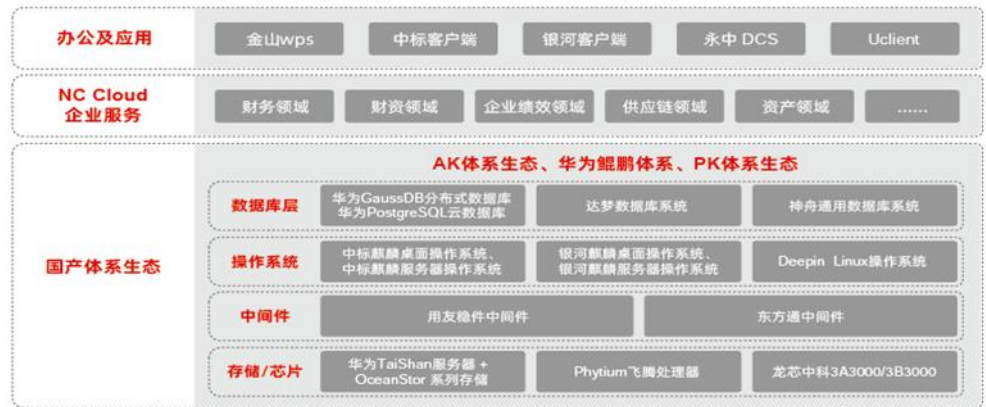 办公及应用
金山wps
中标客户端
银河客户端
永中 DCS
Uclient
NC Cloud
企业服务
财务领域
财资领域
企业绩效领域
供应链领域
资产领域
......
国产体系生态
AK体系生态、华为鲲鹏体系、PK体系生态
数据库层
华为GaussDB分布式数据库
华为PostgreSQL云数据库
达梦数据库系统
神舟通用数据库系统
操作系统
中标麒麟桌面操作系统、
中标麒麟服务器操作系统
银河麒麟桌面操作系统、
银河麒麟服务器操作系统
Deepin Linux操作系统
中间件
用友稳件中间件
东方通中间件
存储/芯片
华为TaiShan服务器 +
OceanStor 系列存储
Phytium飞腾处理器
龙芯中科3A3000/3B3000